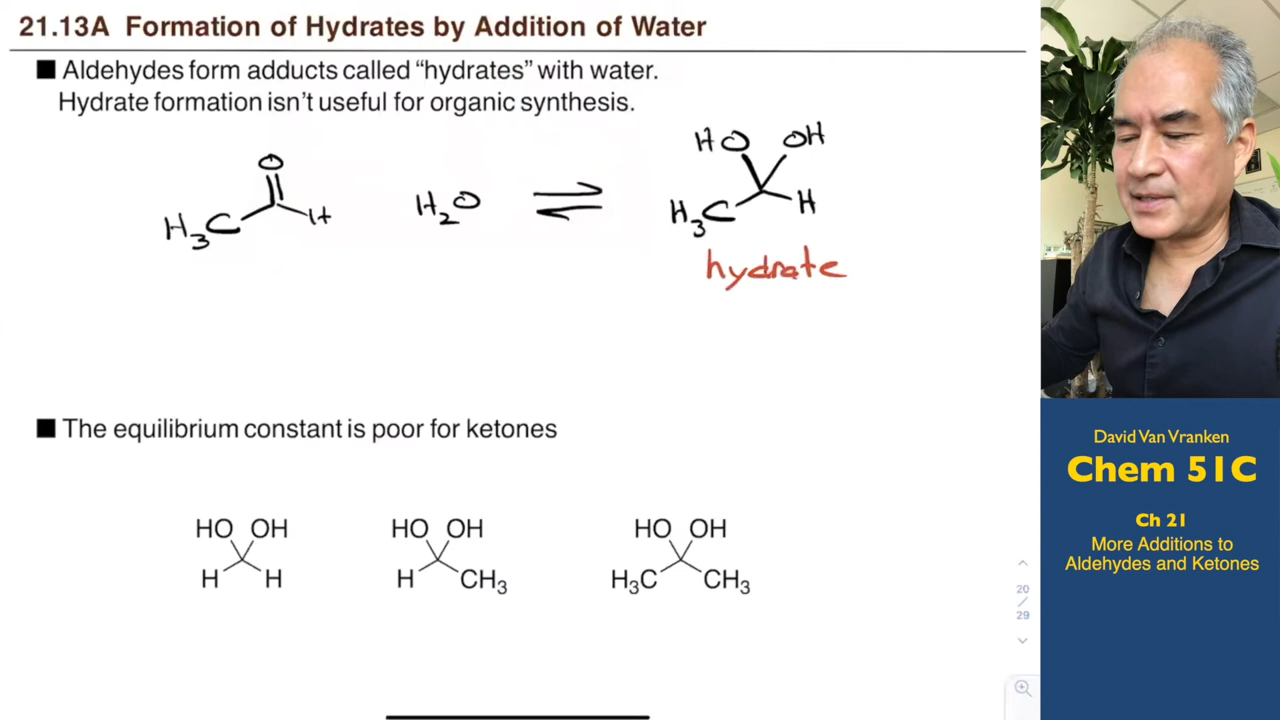 21.13A Formation of Hydrates by Addition of Water
■ Aldehydes form adducts called “hydrates” with water.
Hydrate formation isn’t useful for organic synthesis.
O
H3C H
H2O
HO OH
H3C H
hydrate
■ The equilibrium constant is poor for ketones
HO OH HO OH HO OH
H H H CH3 H3C CH3
David Van Vranken
Chem 51C
Ch 21
More Additions to
Aldehydes and Ketones
20
/
29